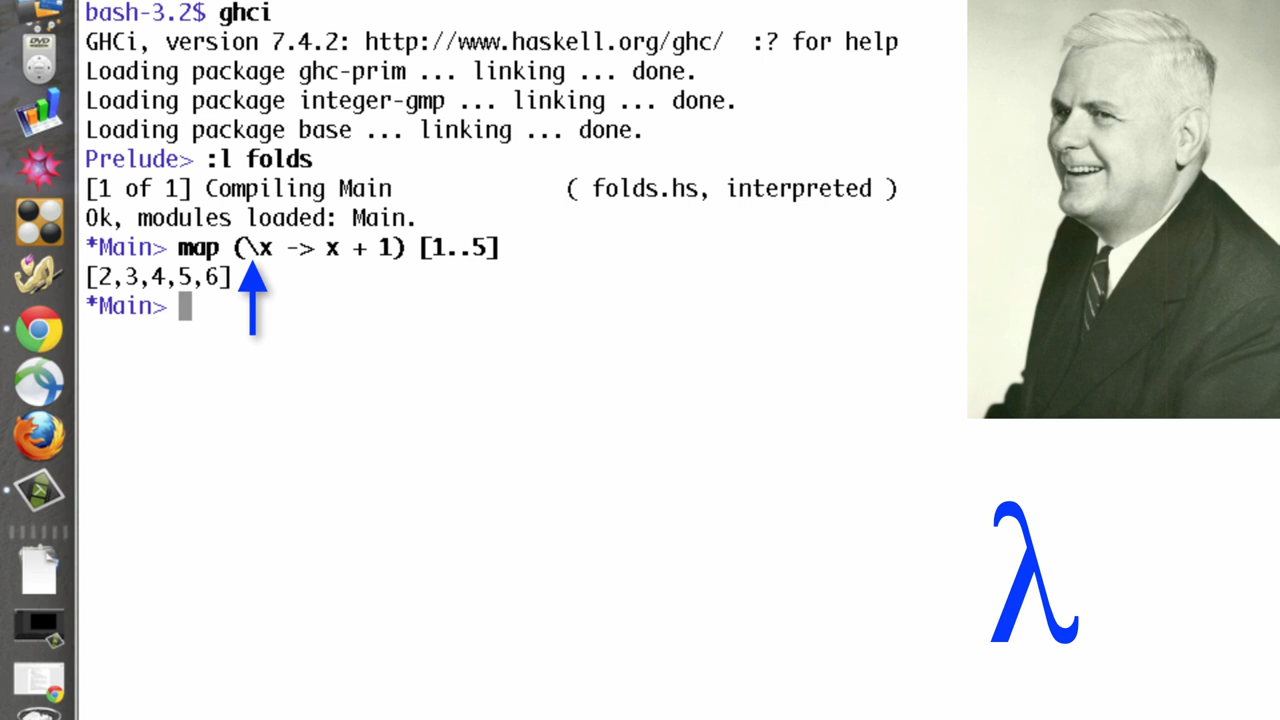 bash-3.2$ ghci
GHCi, version 7.4.2: http://www.haskell.org/ghc/  :? for help
Loading package ghc-prim ... linking ... done.
Loading package integer-gmp ... linking ... done.
Loading package base ... linking ... done.
Prelude> :l folds
[1 of 1] Compiling Main             ( folds.hs, interpreted )
Ok, modules loaded: Main.
*Main> map (\x -> x + 1) [1..5]
[2,3,4,5,6]
*Main>
λ